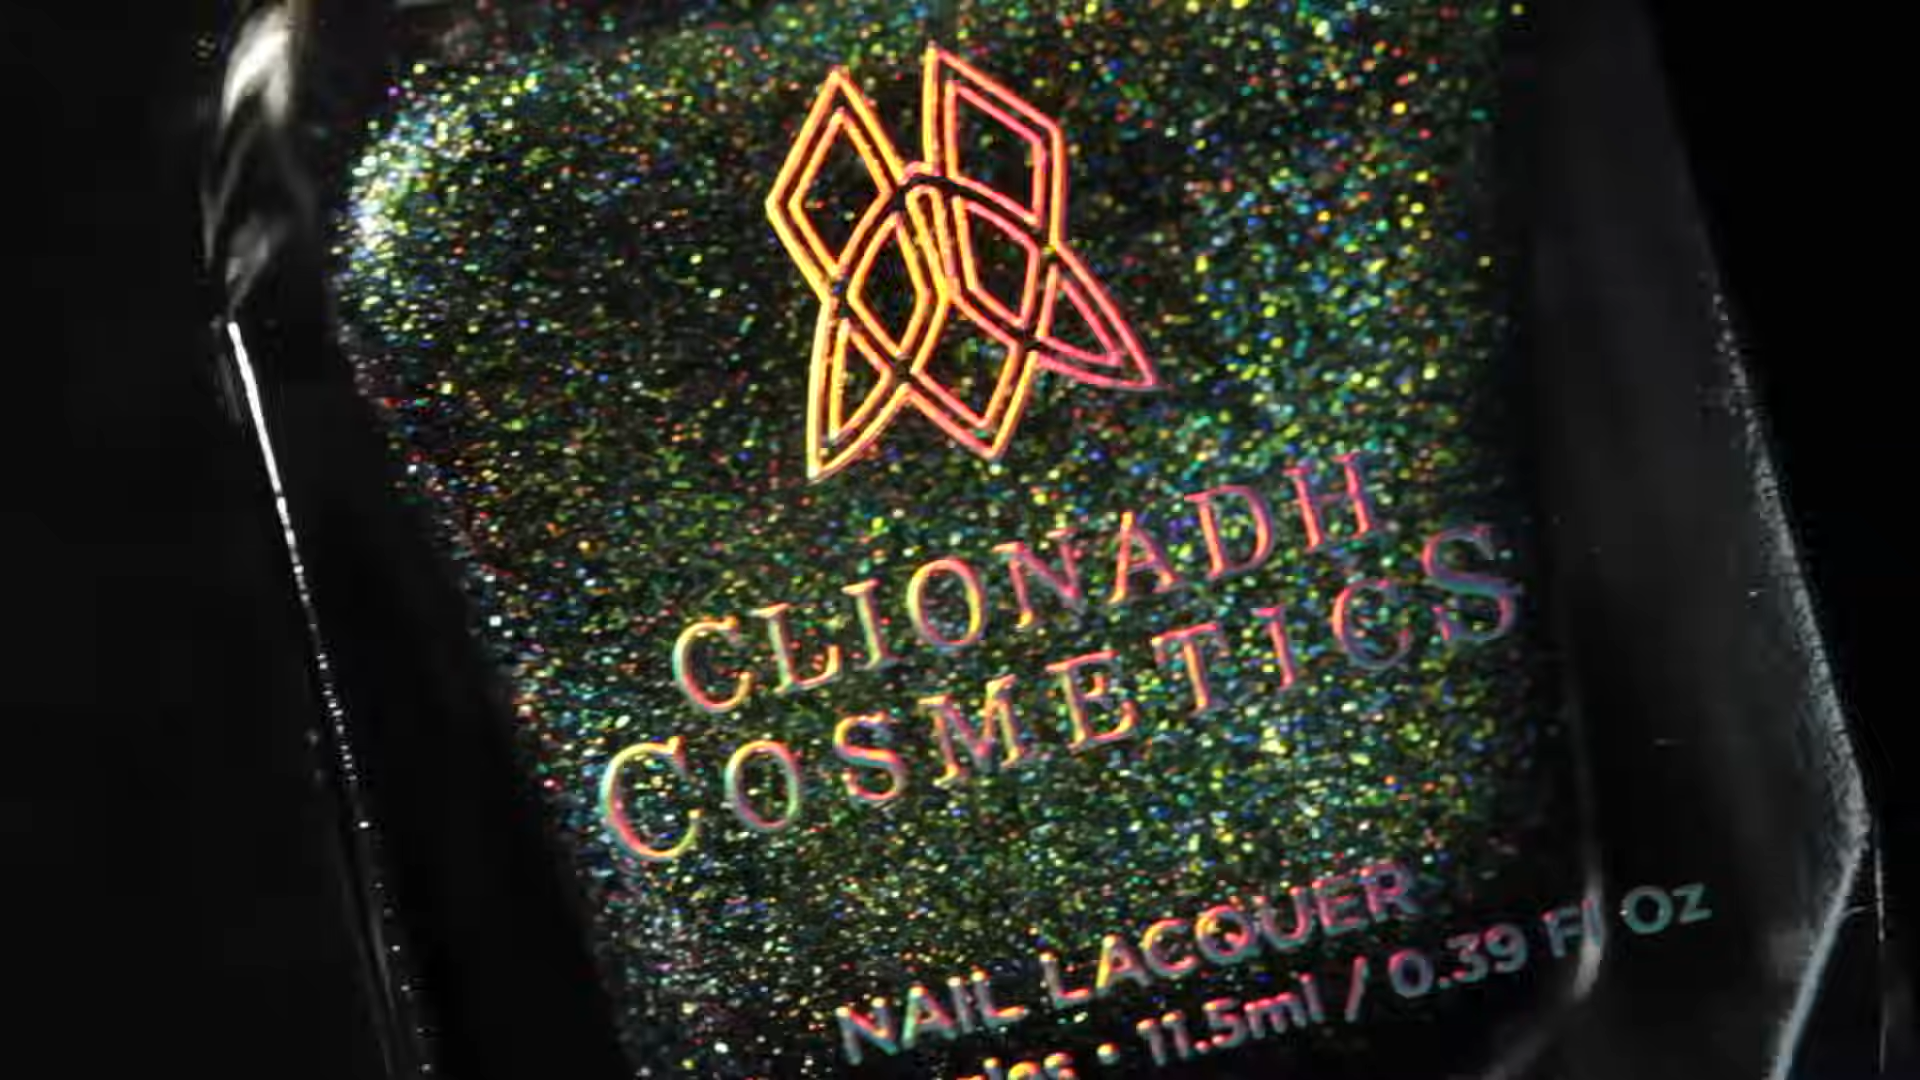 CLIONADH
COSMETICS
NAIL LACQUER
• 11.5ml / 0.39 Fl Oz